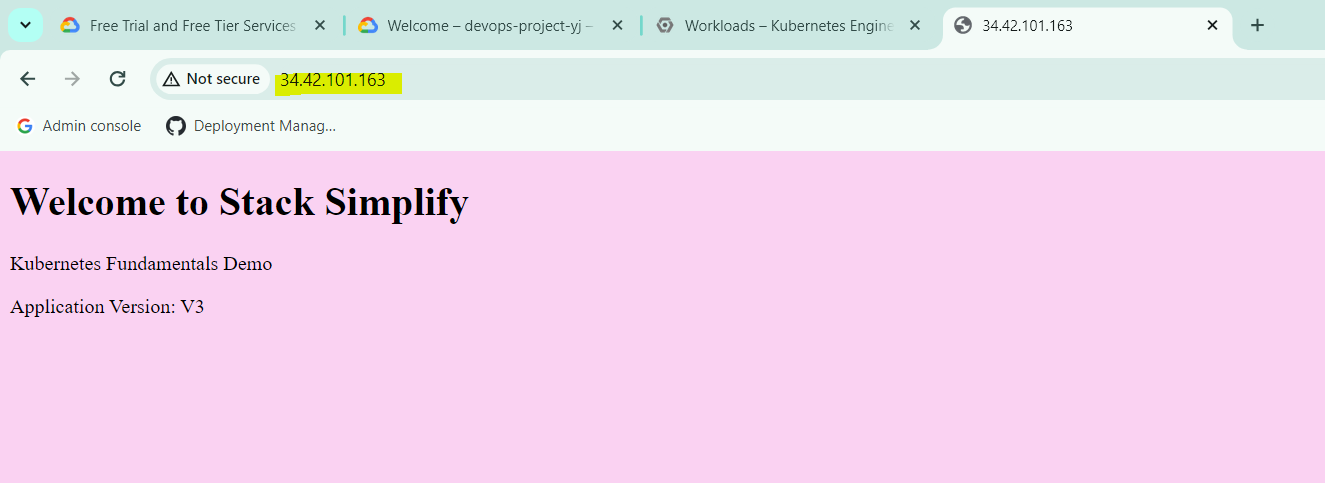 Free Trial and Free Tier Services
Welcome – devops-project-yj –
Workloads – Kubernetes Engine
34.42.101.163
Not secure
34.42.101.163
Admin console
Deployment Manag...
Welcome to Stack Simplify
Kubernetes Fundamentals Demo
Application Version: V3